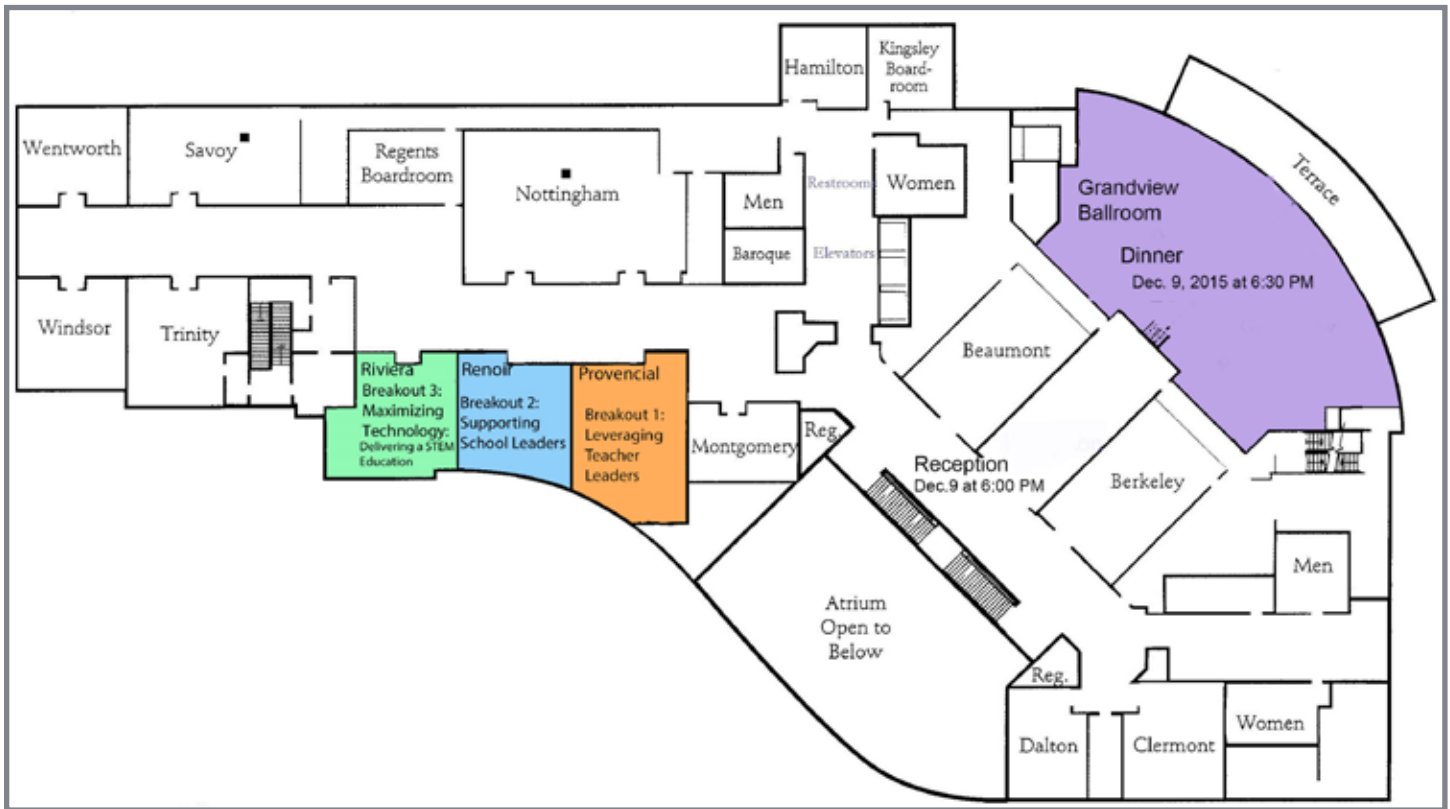 Hamilton
Kingsley
Board-
room
Wentworth
Savoy
Regents
Boardroom
Nottingham
Men
Restroom
Women
Baroque
Elevators
Grandview
Ballroom
Dinner
Dec. 9, 2015 at 6:30 PM
Terrace
Windsor
Trinity
Beaumont
Riviera
Breakout 3:
Maximizing
Technology:
Delivering a STEM
Education
Renoir
Breakout 2:
Supporting
School Leaders
Provencial
Breakout 1:
Leveraging
Teacher
Leaders
Montgomery
Reg.
Reception
Dec.9 at 6:00 PM
Berkeley
Men
Atrium
Open to
Below
Reg.
Dalton
Clermont
Women